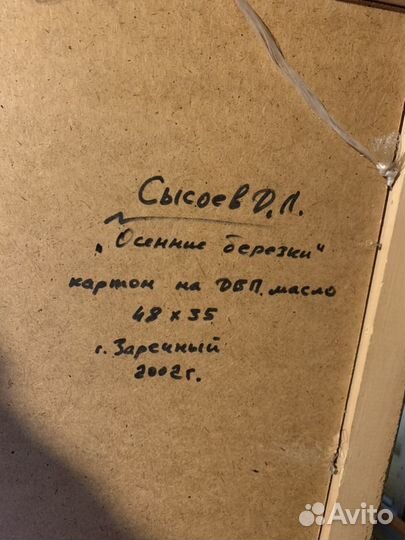 Сысоев Д.Л.
„Осенние березки"
картон на ДВП. масло
48 х 35
г. Заречный
2002г.
Avito